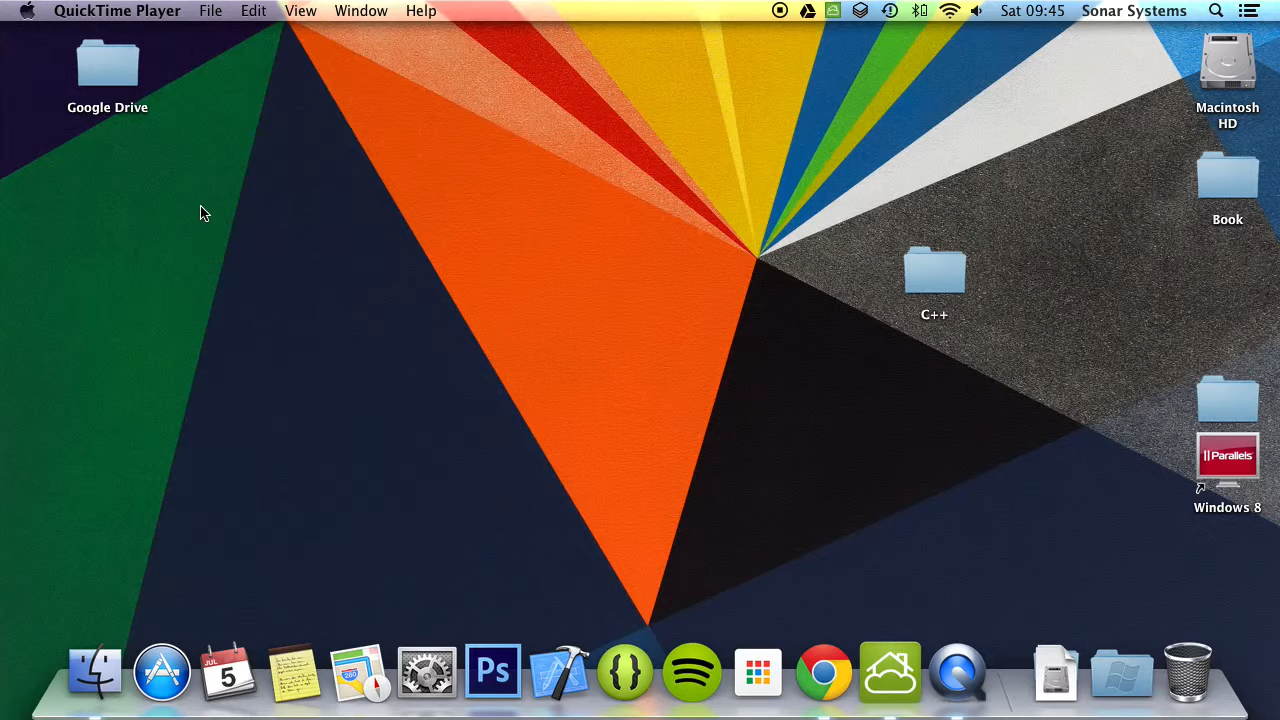 QuickTime Player File Edit View Window Help Sat 09:45 Sonar Systems
Google Drive
Macintosh
HD
Book
C++
Parallels
Windows 8
JUL
5
280
Ps
{}